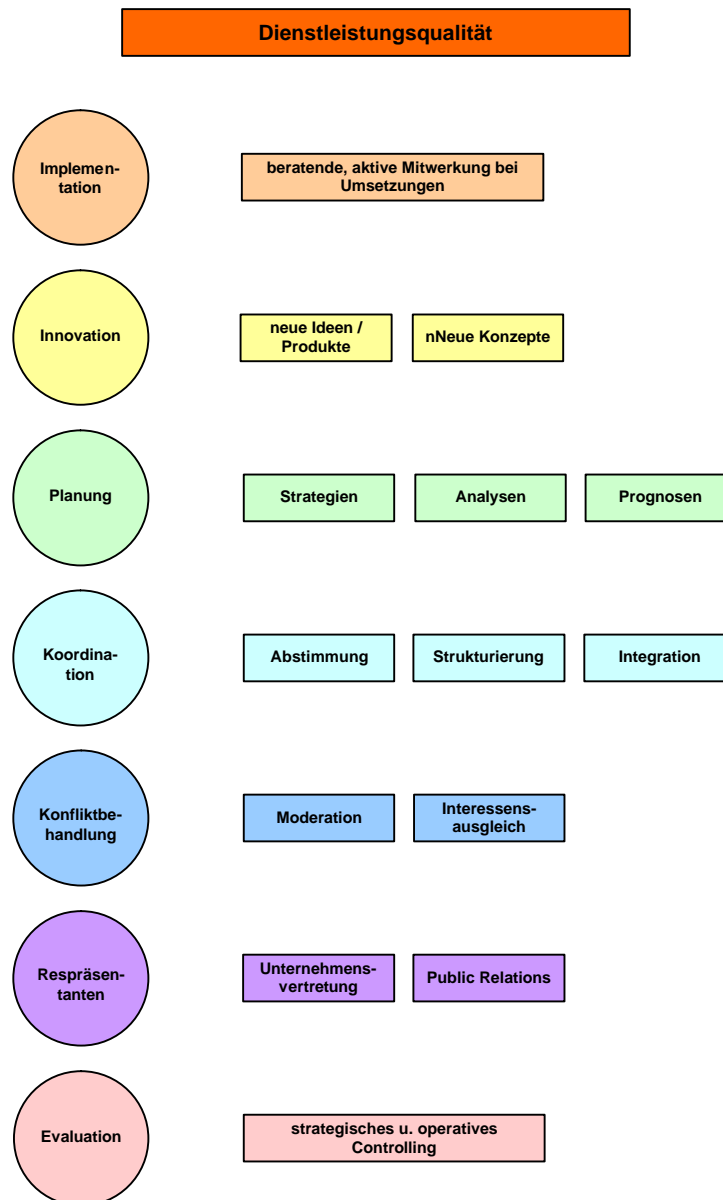 Dienstleistungsqualität
Implemen-
tation
beratende, aktive Mitwerkung bei
Umsetzungen
Innovation
neue Ideen /
Produkte
nNeue Konzepte
Planung
Strategien
Analysen
Prognosen
Koordina-
tion
Abstimmung
Strukturierung
Integration
Konfliktbe-
handlung
Moderation
Interessens-
ausgleich
Respräsen-
tanten
Unternehmens-
vertretung
Public Relations
Evaluation
strategisches u. operatives
Controlling